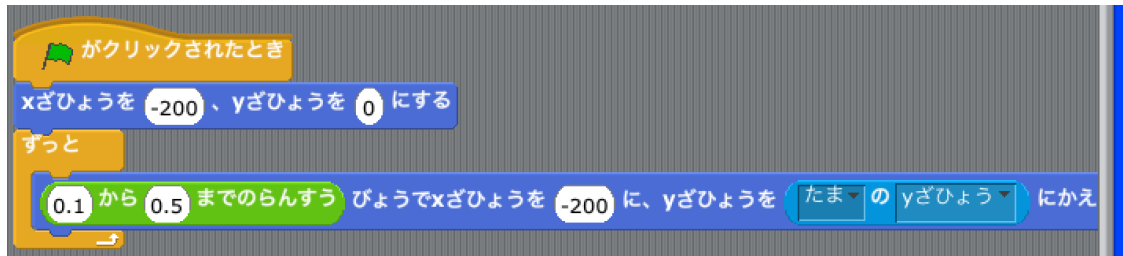 がクリックされたとき
xざひょうを -200 、yざひょうを 0 にする
ずっと
0.1 から 0.5 までのらんすう びょうでxざひょうを -200 に、yざひょうを たま の yざひょう にかえ